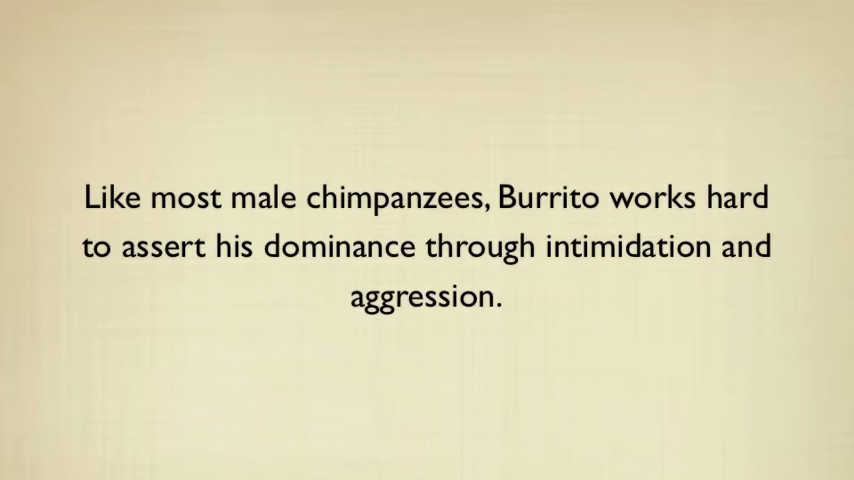 Like most male chimpanzees, Burrito works hard
to assert his dominance through intimidation and
aggression.